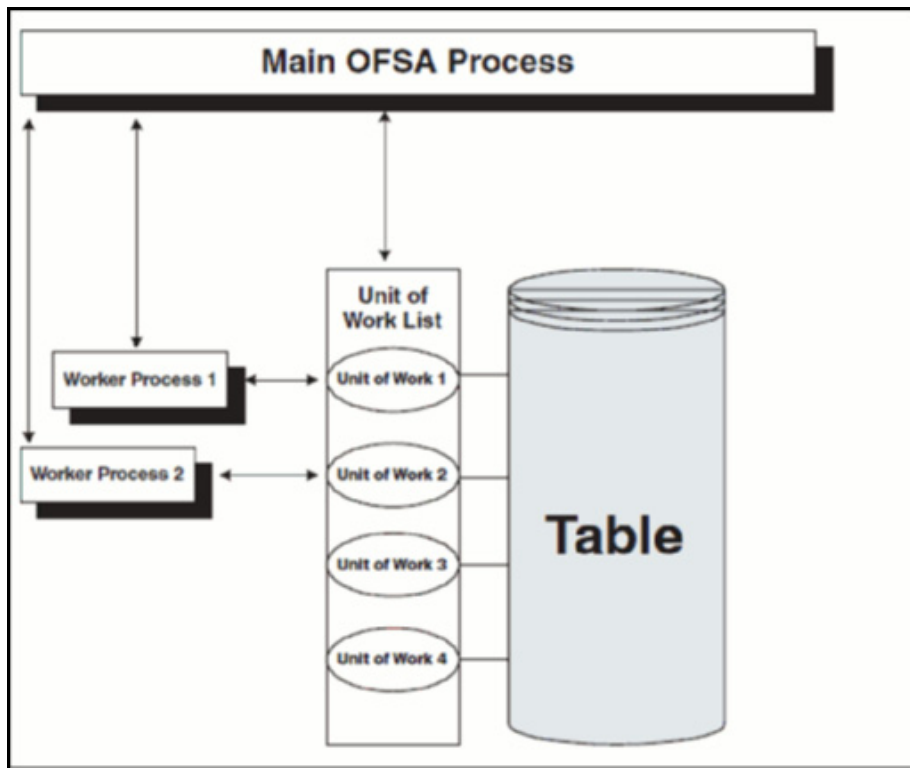 Main OFSA Process
Unit of
Work List
Worker Process 1
Unit of Work 1
Worker Process 2
Unit of Work 2
Table
Unit of Work 3
Unit of Work 4